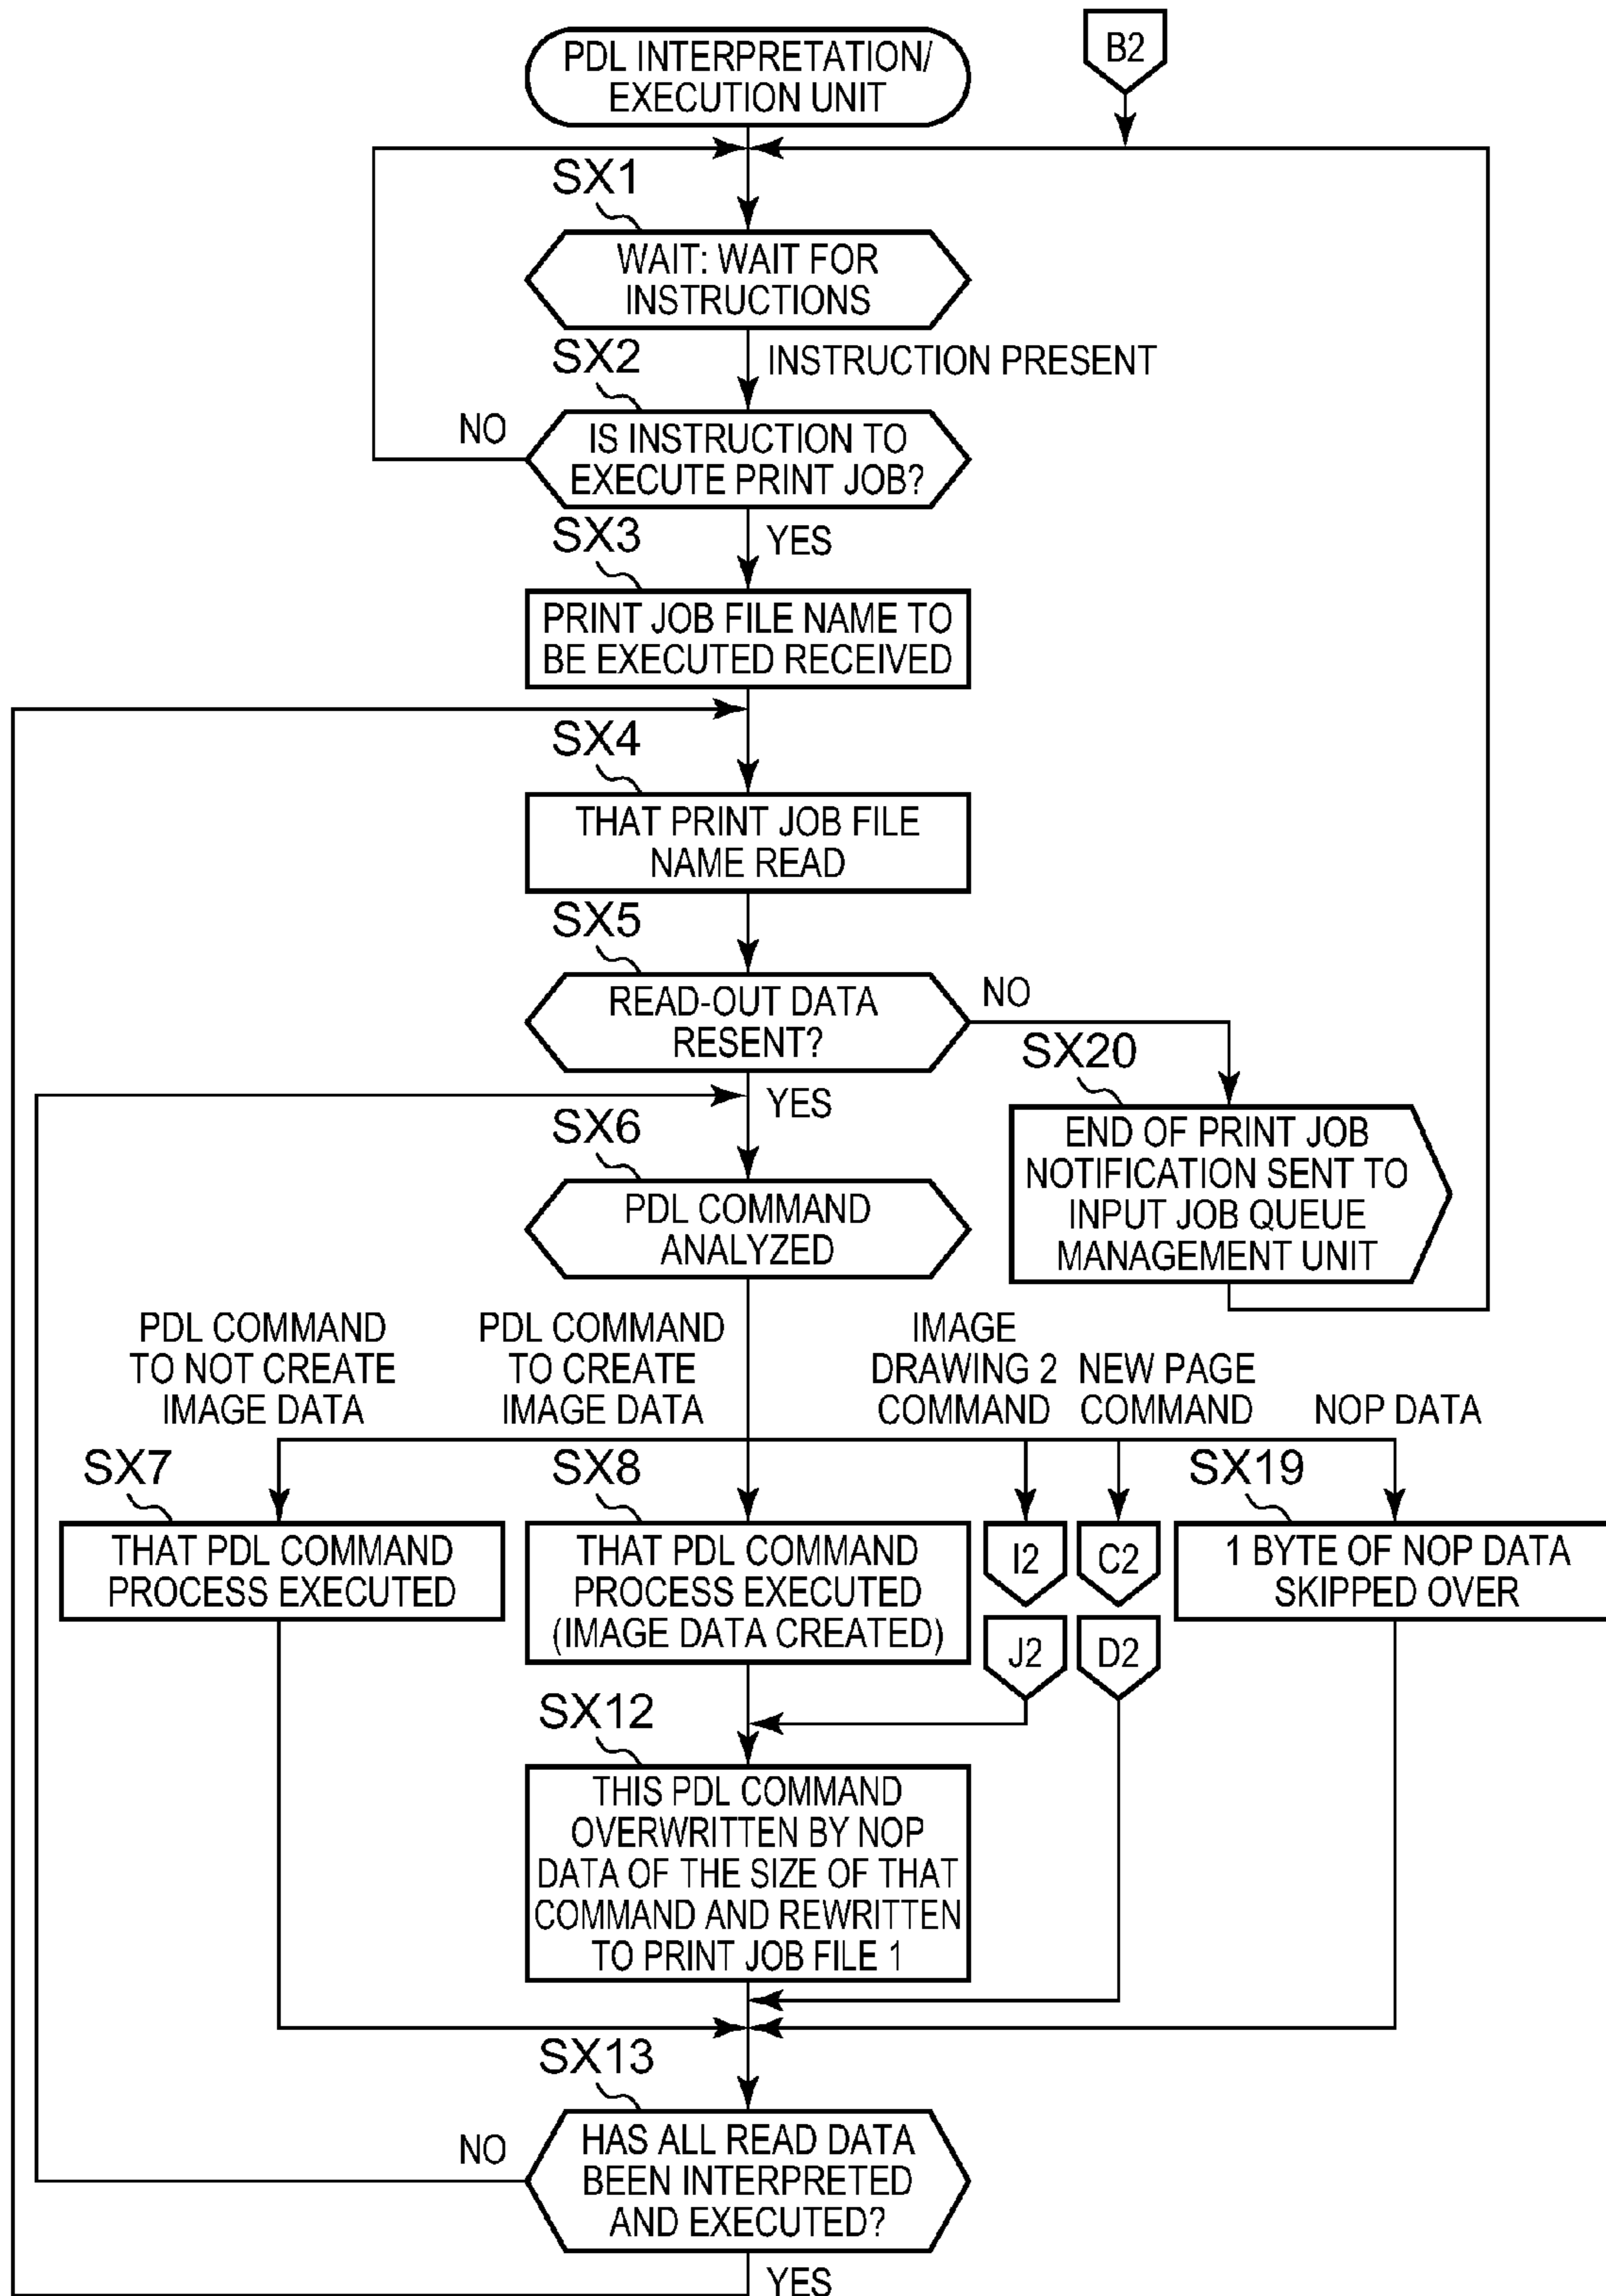 PDL INTERPRETATION/
EXECUTION UNIT
B2
SX1
WAIT: WAIT FOR
INSTRUCTIONS
INSTRUCTION PRESENT
SX2
NO
IS INSTRUCTION TO
EXECUTE PRINT JOB?
YES
SX3
PRINT JOB FILE NAME TO
BE EXECUTED RECEIVED
SX4
THAT PRINT JOB FILE
NAME READ
SX5
READ-OUT DATA
RESENT?
NO
YES
SX20
END OF PRINT JOB
NOTIFICATION SENT TO
INPUT JOB QUEUE
MANAGEMENT UNIT
SX6
PDL COMMAND
ANALYZED
PDL COMMAND
TO NOT CREATE
IMAGE DATA
PDL COMMAND
TO CREATE
IMAGE DATA
IMAGE
DRAWING 2
COMMAND
NEW PAGE
COMMAND
NOP DATA
SX7
THAT PDL COMMAND
PROCESS EXECUTED
SX8
THAT PDL COMMAND
PROCESS EXECUTED
(IMAGE DATA CREATED)
I2
C2
SX19
1 BYTE OF NOP DATA
SKIPPED OVER
J2
D2
SX12
THIS PDL COMMAND
OVERWRITTEN BY NOP
DATA OF THE SIZE OF THAT
COMMAND AND REWRITTEN
TO PRINT JOB FILE 1
SX13
NO
HAS ALL READ DATA
BEEN INTERPRETED
AND EXECUTED?
YES